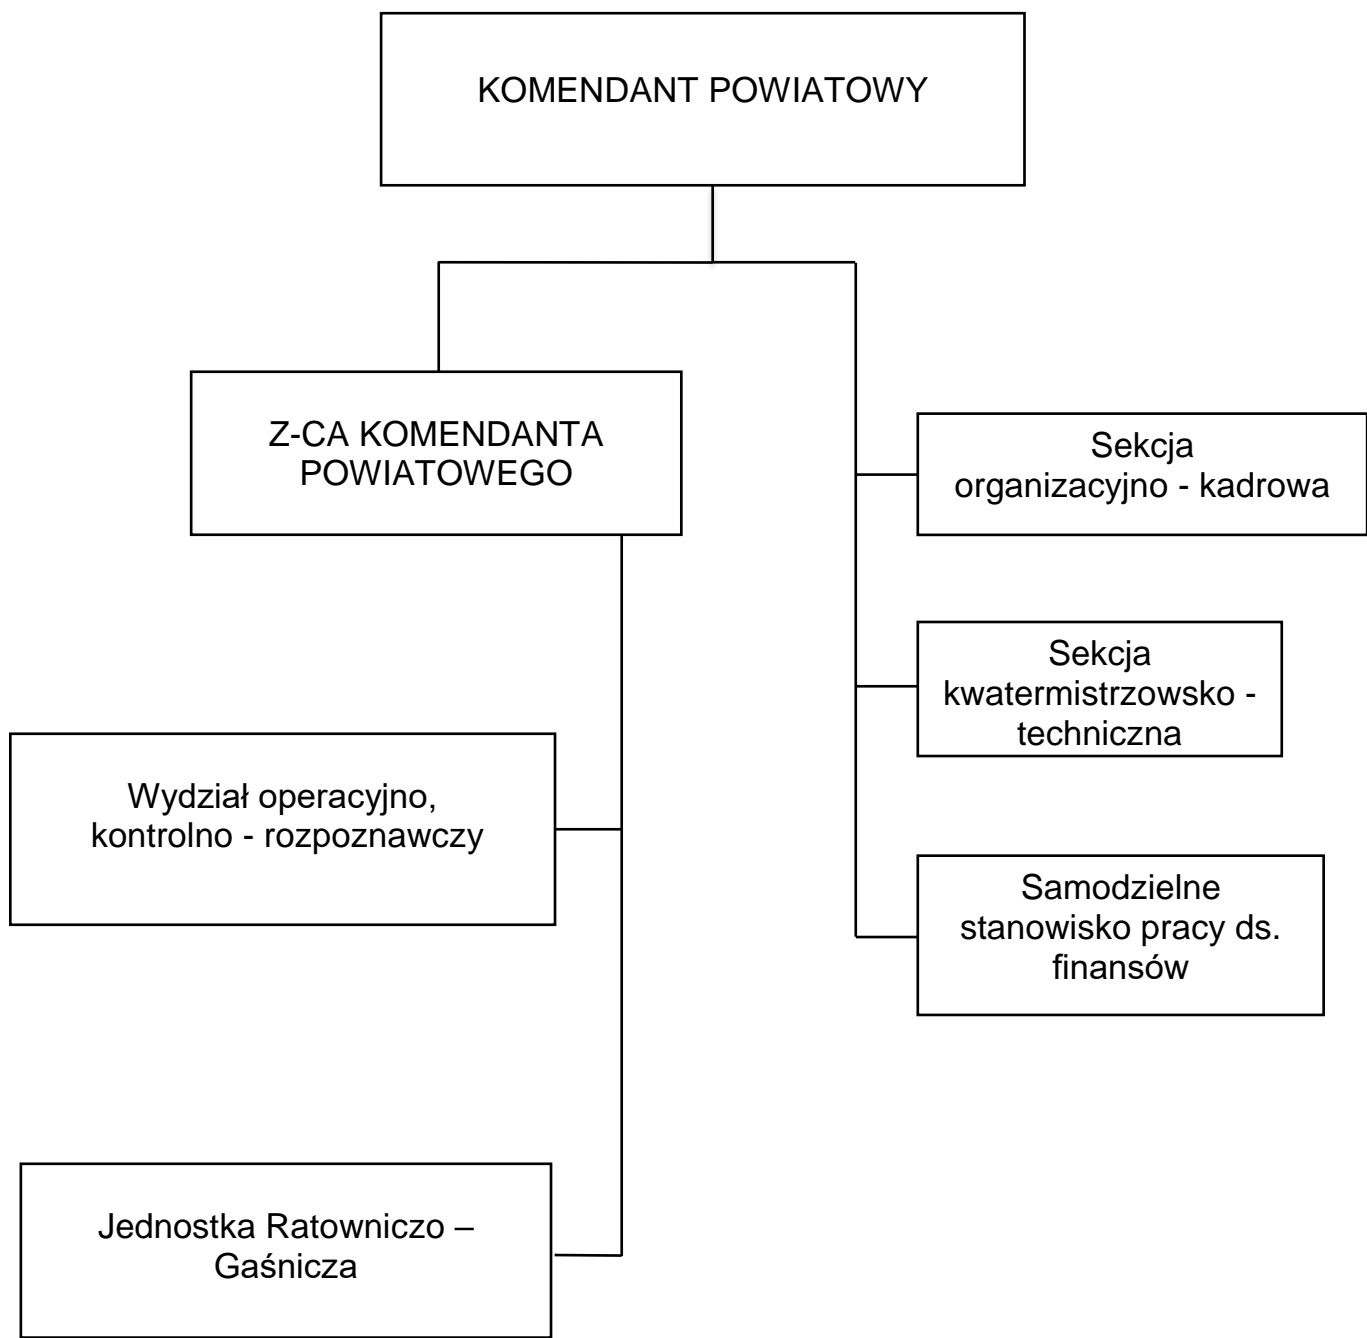 KOMENDANT POWIATOWY
Z-CA KOMENDANTA
POWIATOWEGO
Sekcja
organizacyjno - kadrowa
Sekcja
kwatermistrzowsko -
techniczna
Wydział operacyjno,
kontrolno - rozpoznawczy
Samodzielne
stanowisko pracy ds.
finansów
Jednostka Ratowniczo –
Gaśnicza